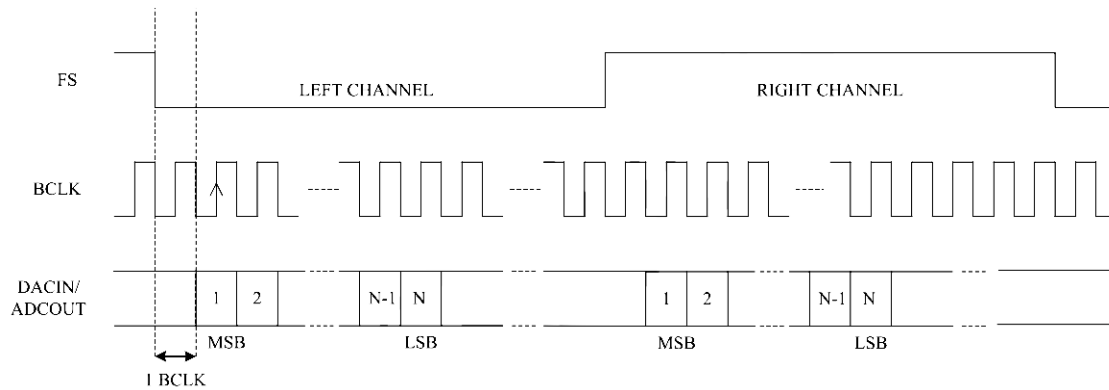 FS
LEFT CHANNEL
RIGHT CHANNEL
BCLK
DACIN/
ADCOUT
1
2
N-1
N
1
2
N-1
N
MSB
LSB
MSB
LSB
1 BCLK